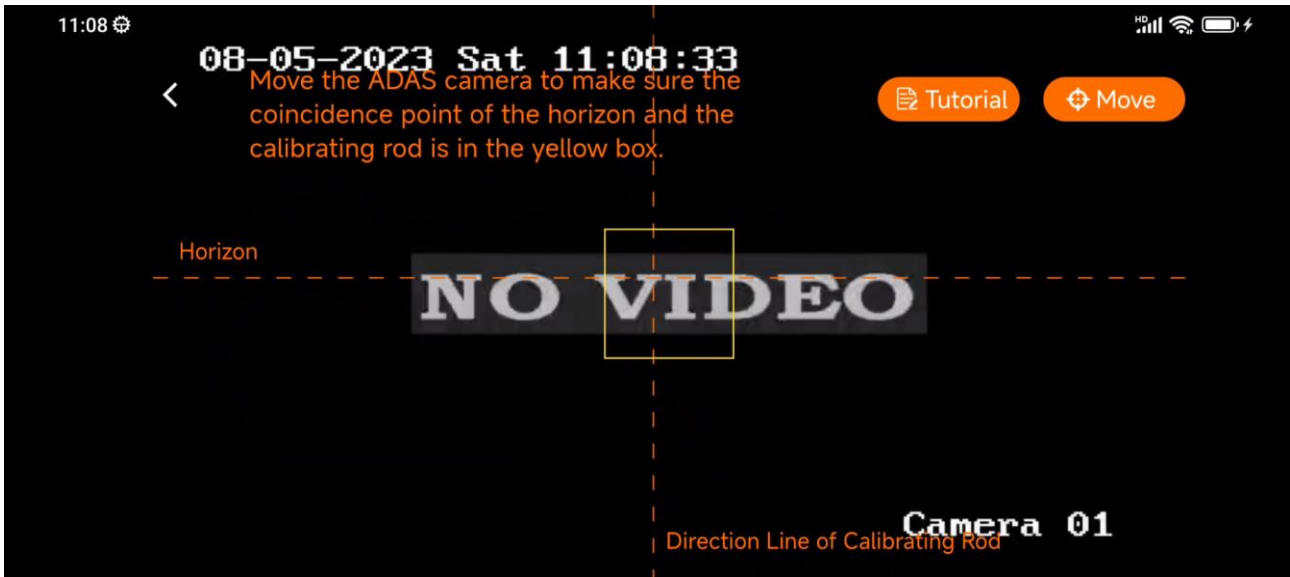 11:08
HD
08-05-2023 Sat 11:08:33
Move the ADAS camera to make sure the
coincidence point of the horizon and the
calibrating rod is in the yellow box.
Tutorial
Move
Horizon
NO VIDEO
Camera 01
Direction Line of Calibrating Rod